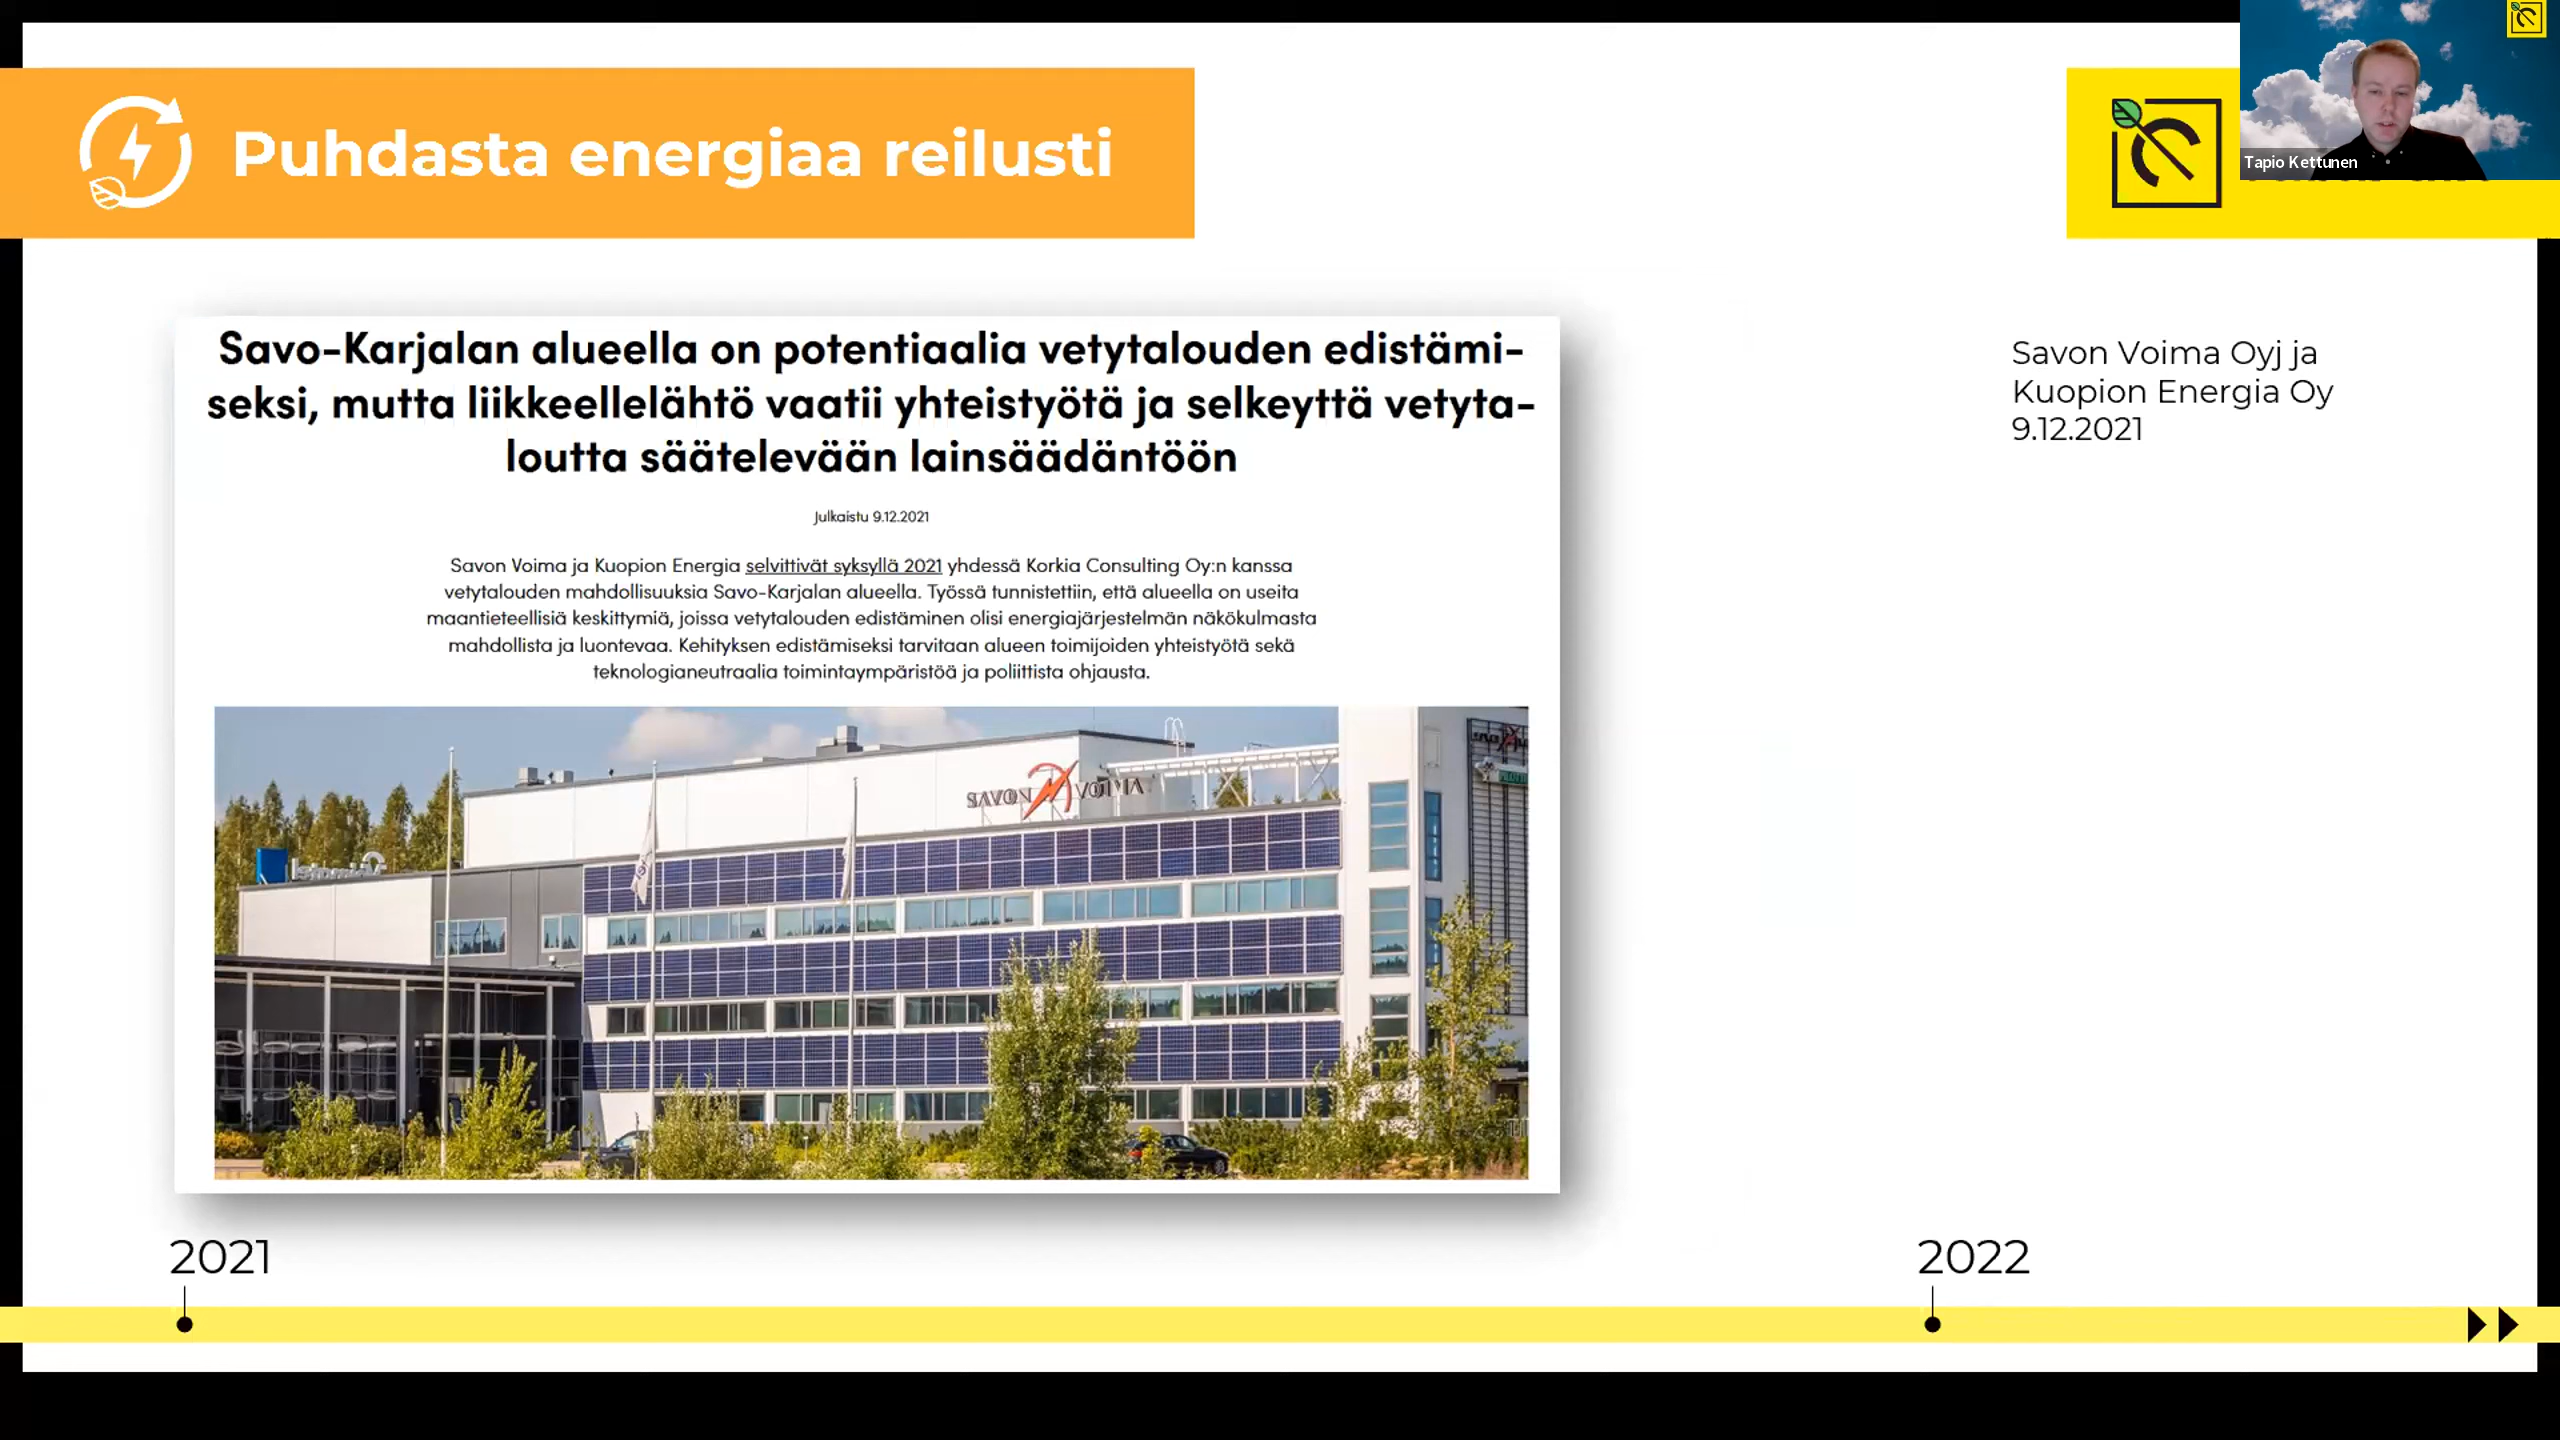 Puhdasta energiaa reilusti
Tapio Kettunen
Savo-Karjalan alueella on potentiaalia vetytalouden edistämi-
seksi, mutta liikkeellelähtö vaatii yhteistyötä ja selkeyttä vetyta-
loutta säätelevään lainsäädäntöön
Julkaistu 9.12.2021
Savon Voima ja Kuopion Energia selvittivät syksyllä 2021 yhdessä Korkia Consulting Oy:n kanssa
vetytalouden mahdollisuuksia Savo-Karjalan alueella. Työssä tunnistettiin, että alueella on useita
maantieteellisiä keskittymiä, joissa vetytalouden edistäminen olisi energiajärjestelmän näkökulmasta
mahdollista ja luontevaa. Kehityksen edistämiseksi tarvitaan alueen toimijoiden yhteistyötä sekä
teknologianeutraalia toimintaympäristöä ja poliittista ohjausta.
SAVON VOIMA
Savon Voima Oyj ja
Kuopion Energia Oy
9.12.2021
2021
2022